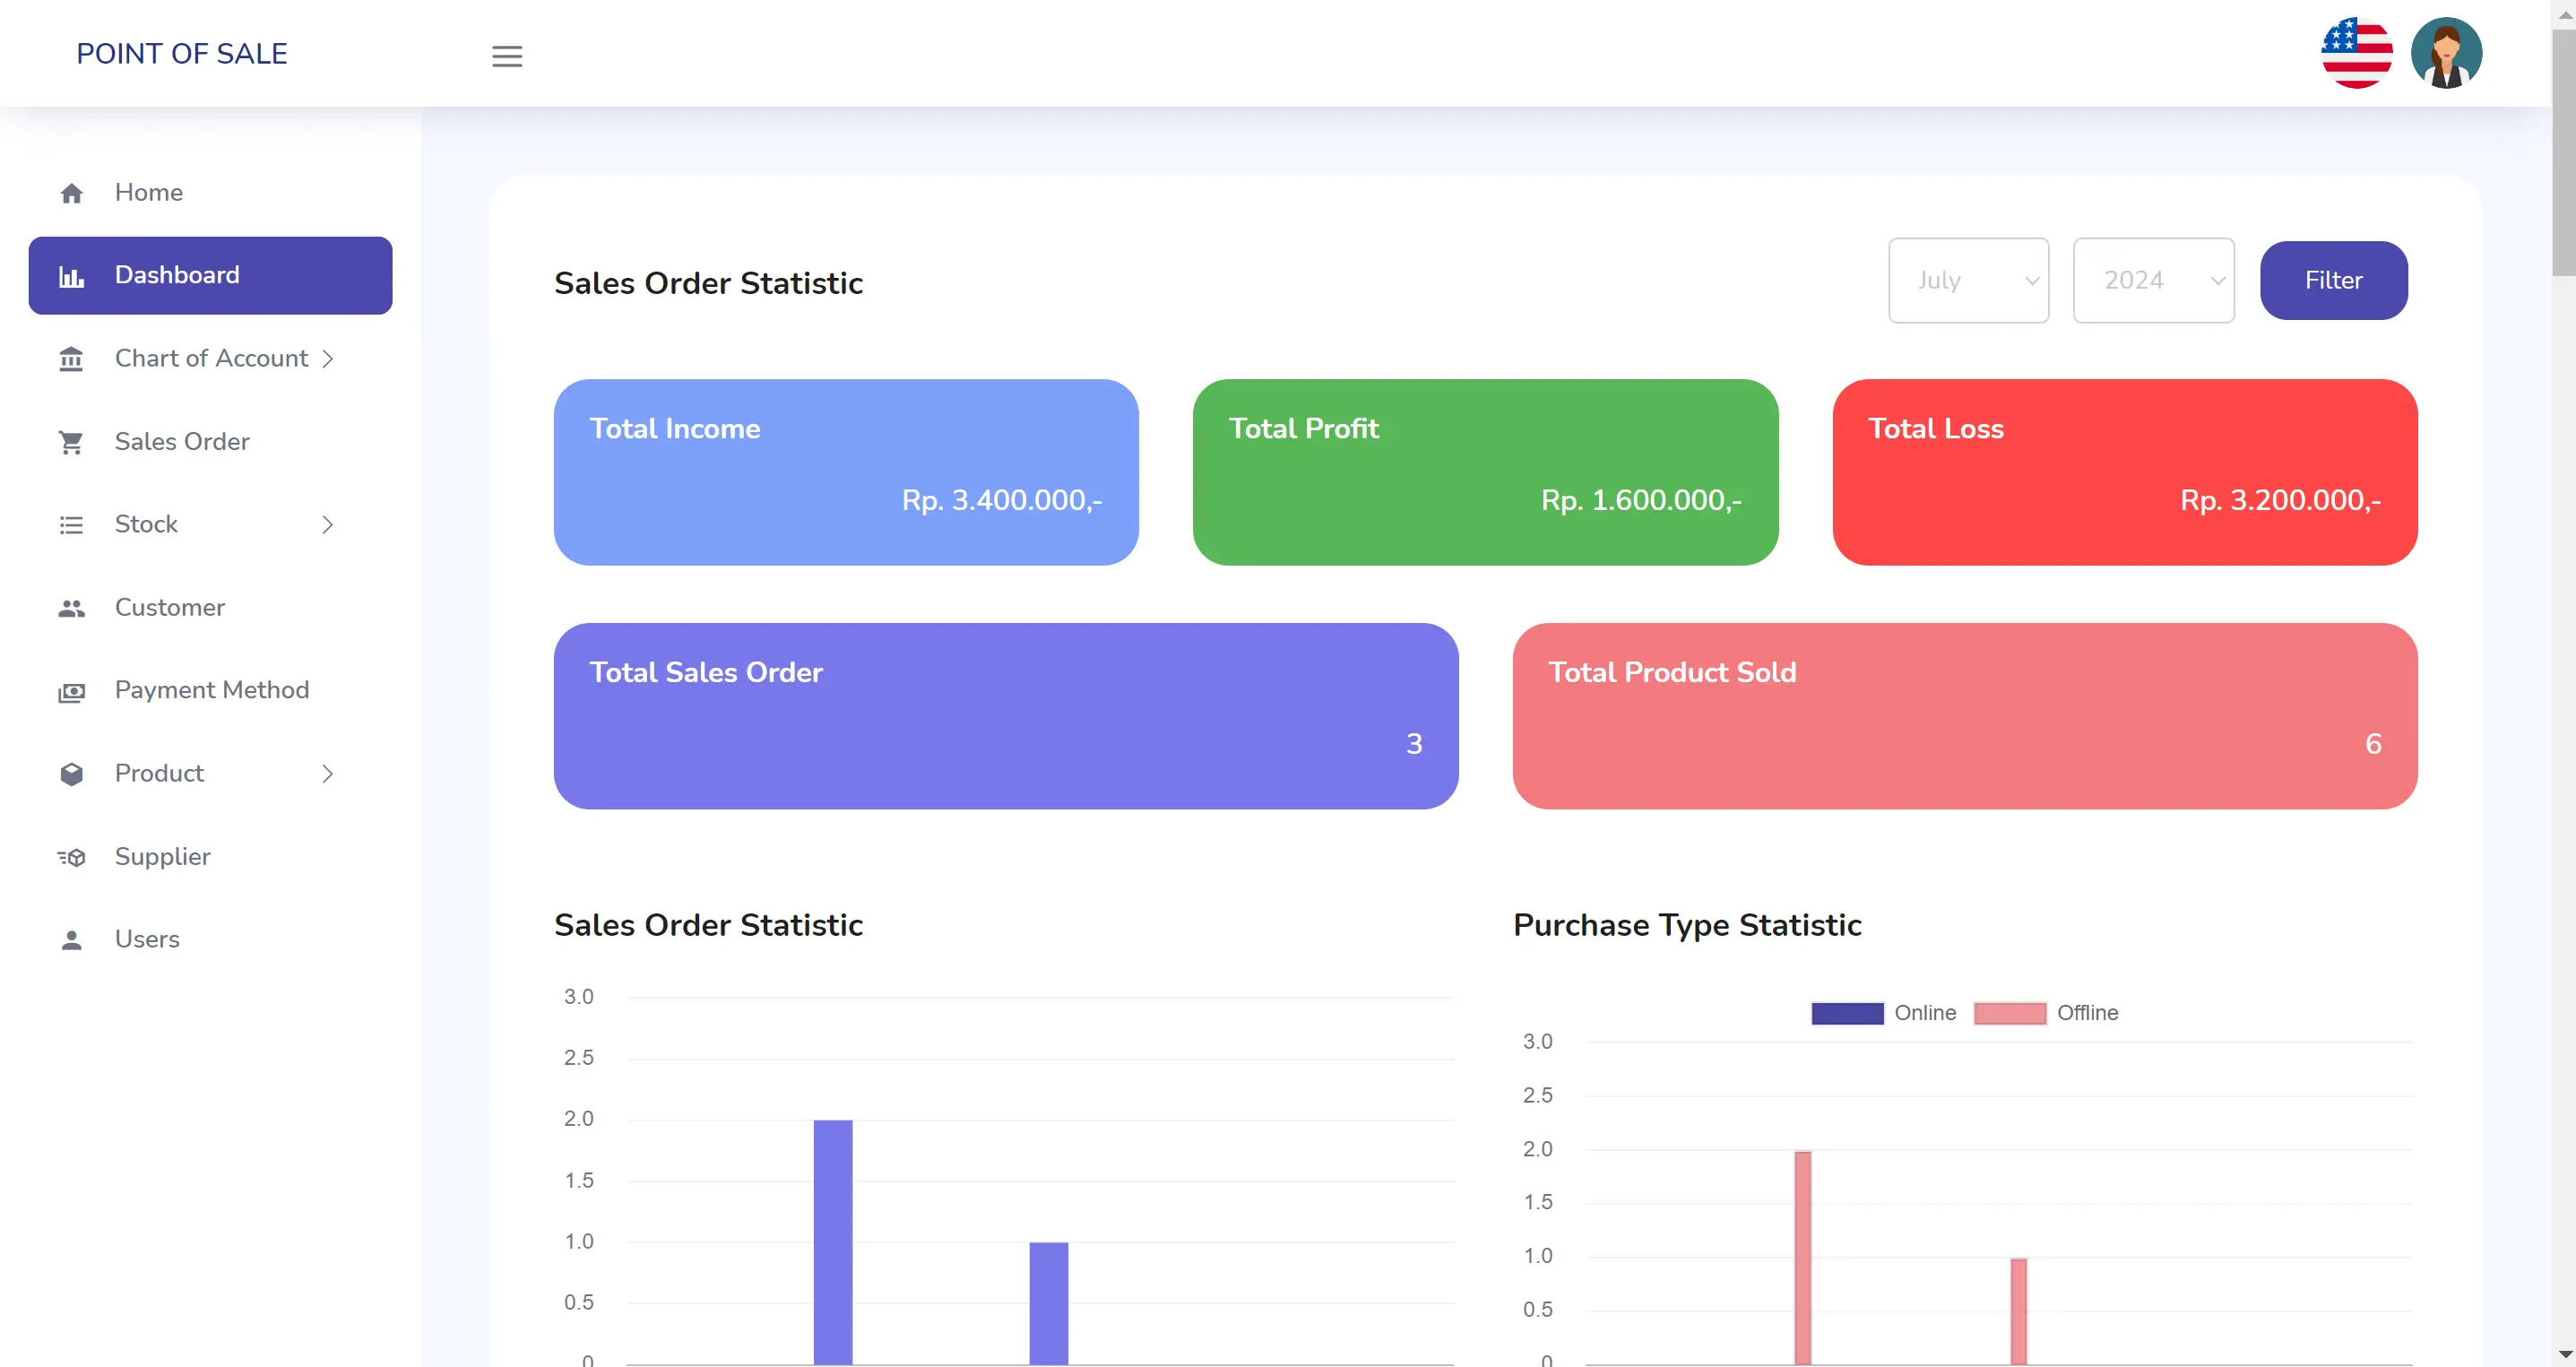 POINT OF SALE
Home
Dashboard
Chart of Account
Sales Order
Stock
Customer
Payment Method
Product
Supplier
Users
Sales Order Statistic
July
2024
Filter
Total Income
Rp. 3.400.000,-
Total Profit
Rp. 1.600.000,-
Total Loss
Rp. 3.200.000,-
Total Sales Order
3
Total Product Sold
6
Sales Order Statistic
3.0
2.5
2.0
1.5
1.0
0.5
0
Purchase Type Statistic
Online
Offline
3.0
2.5
2.0
1.5
1.0
0.5
0